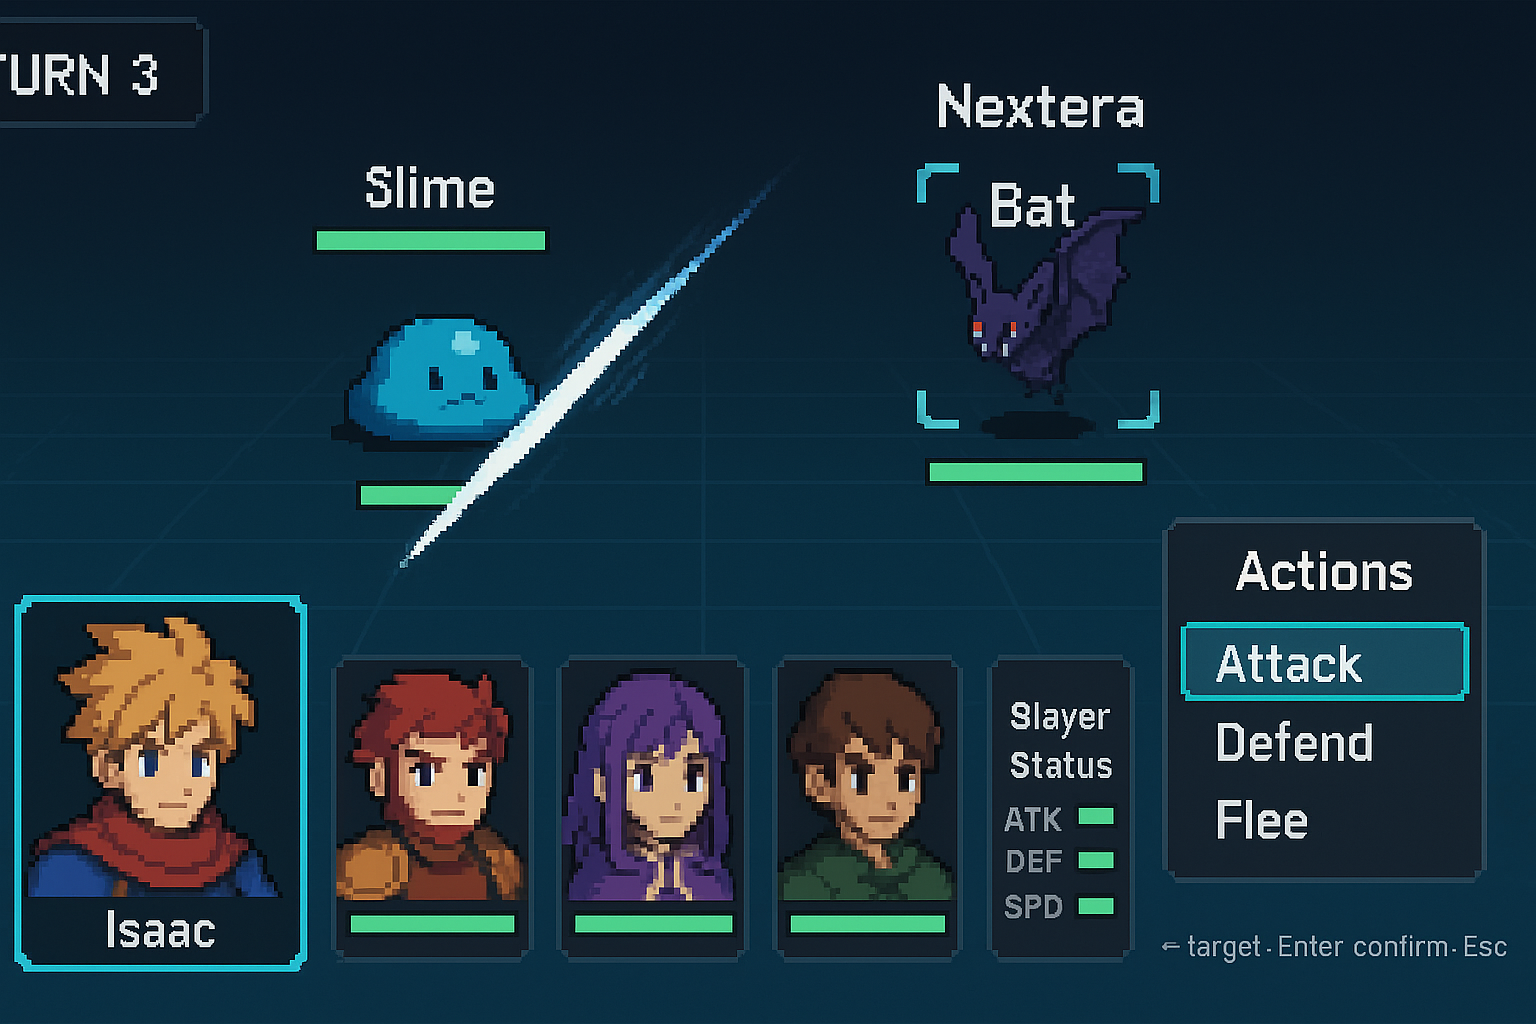 TURN 3
Nextera
Slime
Bat
Actions
Attack
Defend
Flee
Slayer
Status
ATK
DEF
SPD
Isaac
← target · Enter confirm · Esc